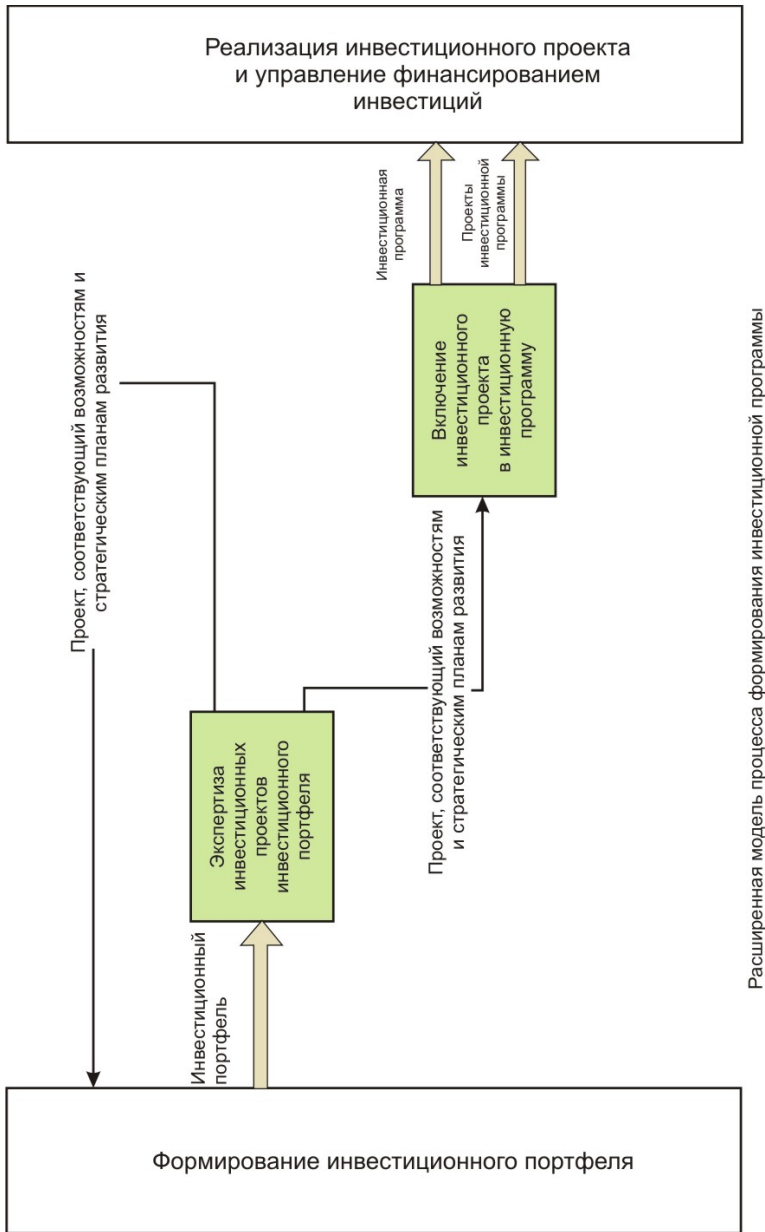 Реализация инвестиционного проекта
и управление финансированием
инвестиций
Инвестиционная
программа
Проекты
инвестиционной
программы
Проект, соответствующий возможностям и
стратегическим планам развития
Включение
инвестиционного
проекта
в инвестиционную
программу
Проект, соответствующий возможностям
и стратегическим планам развития
Экспертиза
инвестиционных
проектов
инвестиционного
портфеля
Инвестиционный
портфель
Формирование инвестиционного портфеля
Расширенная модель процесса формирования инвестиционной программы